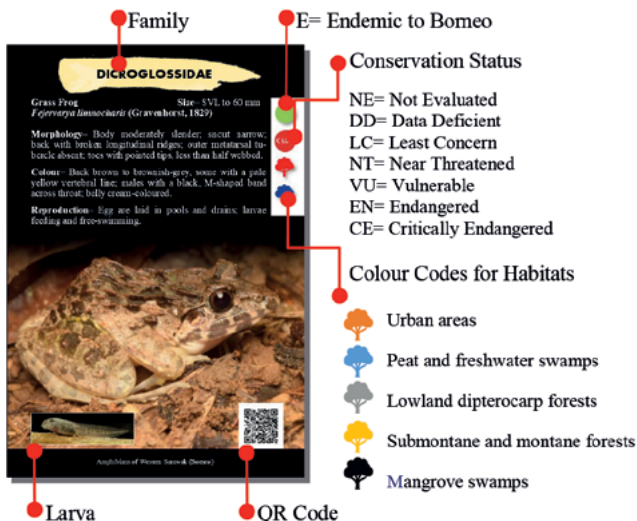 Family
E= Endemic to Borneo
DICROGLOSSIDAE
Grass Frog Size– SVL to 60 mm
Fejervarya limnocharis (Gravenhorst, 1829)
Morphology– Body moderately slender; snout narrow;
back with broken longitudinal ridges; outer metatarsal tu-
bercle absent; toes with pointed tips, less than half webbed.
Colour– Back brown to brownish-grey, some with a pale
yellow vertebral line; males with a black, M-shaped band
across throat; belly cream-coloured.
Reproduction– Egg are laid in pools and drains; larvae
feeding and free-swimming.
Amphibians of Western Sarawak (Borneo)
Larva
QR Code
Conservation Status
NE= Not Evaluated
DD= Data Deficient
LC= Least Concern
NT= Near Threatened
VU= Vulnerable
EN= Endangered
CE= Critically Endangered
Colour Codes for Habitats
Urban areas
Peat and freshwater swamps
Lowland dipterocarp forests
Submontane and montane forests
Mangrove swamps